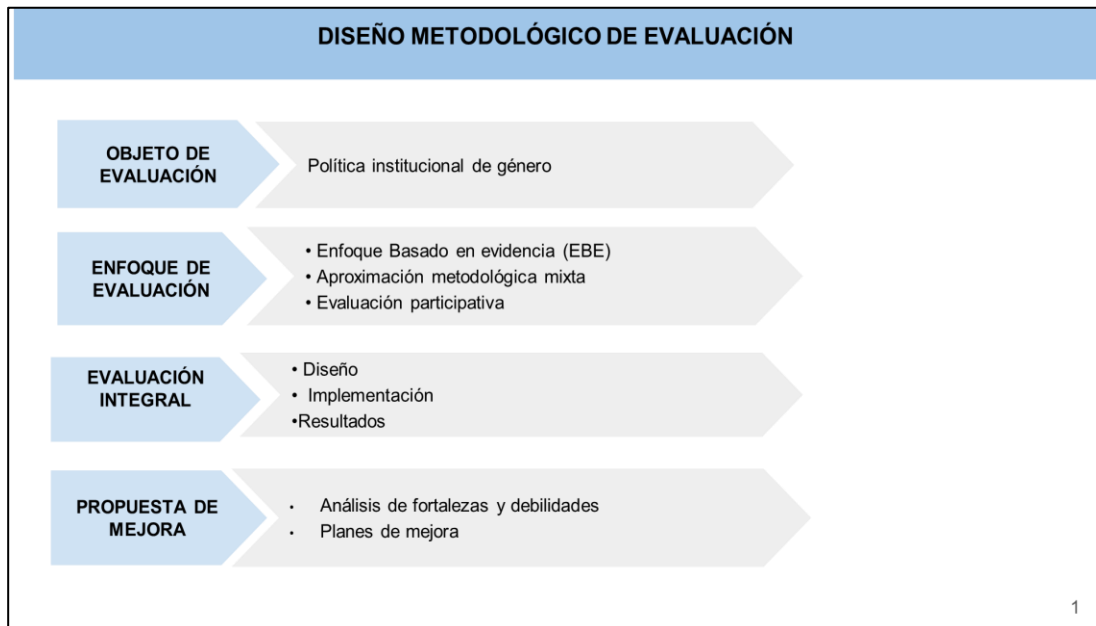 DISEÑO METODOLÓGICO DE EVALUACIÓN
OBJETO DE
EVALUACIÓN
Política institucional de género
ENFOQUE DE
EVALUACIÓN
• Enfoque Basado en evidencia (EBE)
• Aproximación metodológica mixta
• Evaluación participativa
EVALUACIÓN
INTEGRAL
• Diseño
• Implementación
•Resultados
PROPUESTA DE
MEJORA
• Análisis de fortalezas y debilidades
• Planes de mejora
1